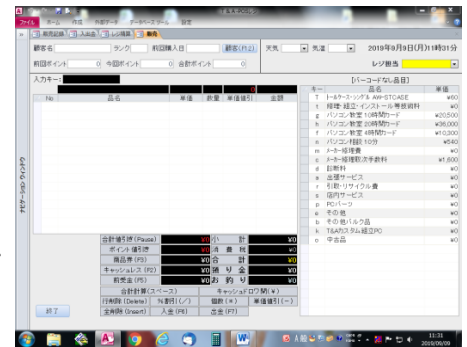 ファイル ホーム 作成 外部データ データベースツール 設定
販売記録 入出金 レジ精算 販売
顧客名 ランク 前回購入日 顧客(F12) 天気 気温 2019年9月9日(月)11時31分
前回ポイント 0 今回ポイント 0 合計ポイント 0 レジ担当
入力キー: [バーコードなし品目]
No 品名 単価 数量 単価値引 金額
キー 品名 単価
T トールケース・シングル AW-STCASE ¥60
t 修理・組立・インストール等技術料 ¥0
g パソコン教室 10時間カード ¥20,500
h パソコン教室 20時間カード ¥36,000
f パソコン教室 4時間カード ¥10,300
n パソコン相談 10分 ¥540
m メーカー修理費 ¥0
c メーカー修理取次手数料 ¥1,600
d 診断料 ¥0
a 出張サービス ¥0
r 引取・リサイクル費 ¥0
s 店内サービス ¥0
p PCパーツ ¥0
e その他 ¥0
b その他バルク品 ¥0
k T&Aカスタム組立PC ¥0
o 中古品 ¥0
合計値引き(Pause) ¥0 小計 ¥0
ポイント値引き ¥0 消費税 ¥0
商品券(F3) ¥0 合計 ¥0
キャッシュレス(F2) ¥0 預り金 ¥0
前受金(F5) ¥0 お釣り ¥0
合計計算(スペース) キャッシュドロワ開(¥)
行削除(Delete) %割引(/) 個数(*) 単価値引(-)
終了 全削除(Insert) 入金(F6) 出金(F7)
ナビゲーション ウィンドウ
11:31
2019/09/09